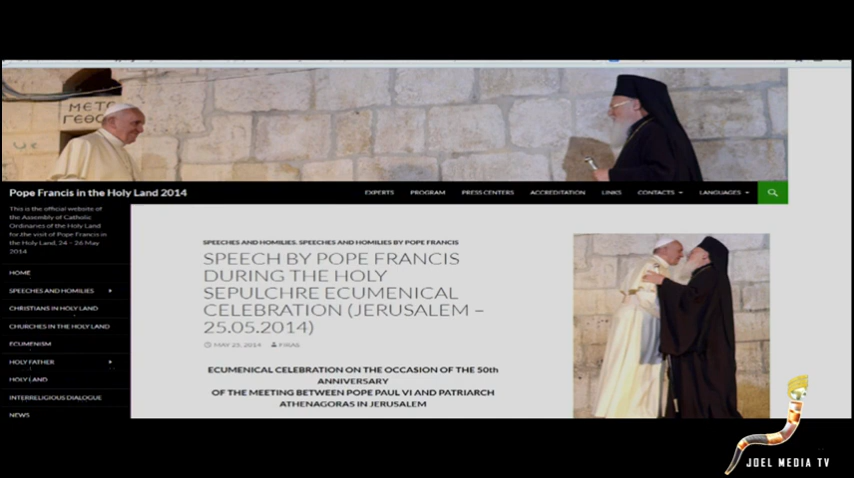 ΜΕΤΟ
ΓΕΘ
Pope Francis in the Holy Land 2014
EXPERTS PROGRAM PRESS CENTERS ACCREDITATION LINKS CONTACTS LANGUAGES
This is the official website of
the Assembly of Catholic
Ordinaries of the Holy Land
for the visit of Pope Francis in
the Holy Land, 24 - 26 May
2014
HOME
SPEECHES AND HOMILIES
CHRISTIANS IN HOLY LAND
CHURCHES IN THE HOLY LAND
ECUMENISM
HOLY FATHER
HOLY LAND
INTERRELIGIOUS DIALOGUE
NEWS
SPEECHES AND HOMILIES, SPEECHES AND HOMILIES BY POPE FRANCIS
SPEECH BY POPE FRANCIS
DURING THE HOLY
SEPULCHRE ECUMENICAL
CELEBRATION (JERUSALEM –
25.05.2014)
MAY 25, 2014 FIRAS
ECUMENICAL CELEBRATION ON THE OCCASION OF THE 50th
ANNIVERSARY
OF THE MEETING BETWEEN POPE PAUL VI AND PATRIARCH
ATHENAGORAS IN JERUSALEM
JOEL MEDIA TV